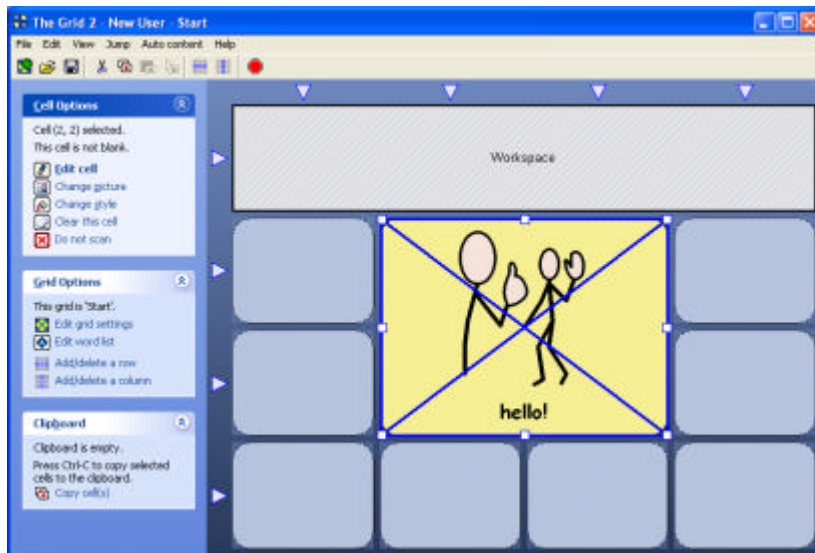 The Grid 2 - New User - Start
File Edit View Jump Auto content Help
Cell Options
Cell (2, 2) selected.
This cell is not blank.
Edit cell
Change picture
Change style
Clear this cell
Do not scan
Grid Options
This grid is 'Start'.
Edit grid settings
Edit word list
Add/delete a row
Add/delete a column
Clipboard
Clipboard is empty.
Press Ctrl-C to copy selected
cells to the clipboard.
Copy cell(s)
Workspace
hello!